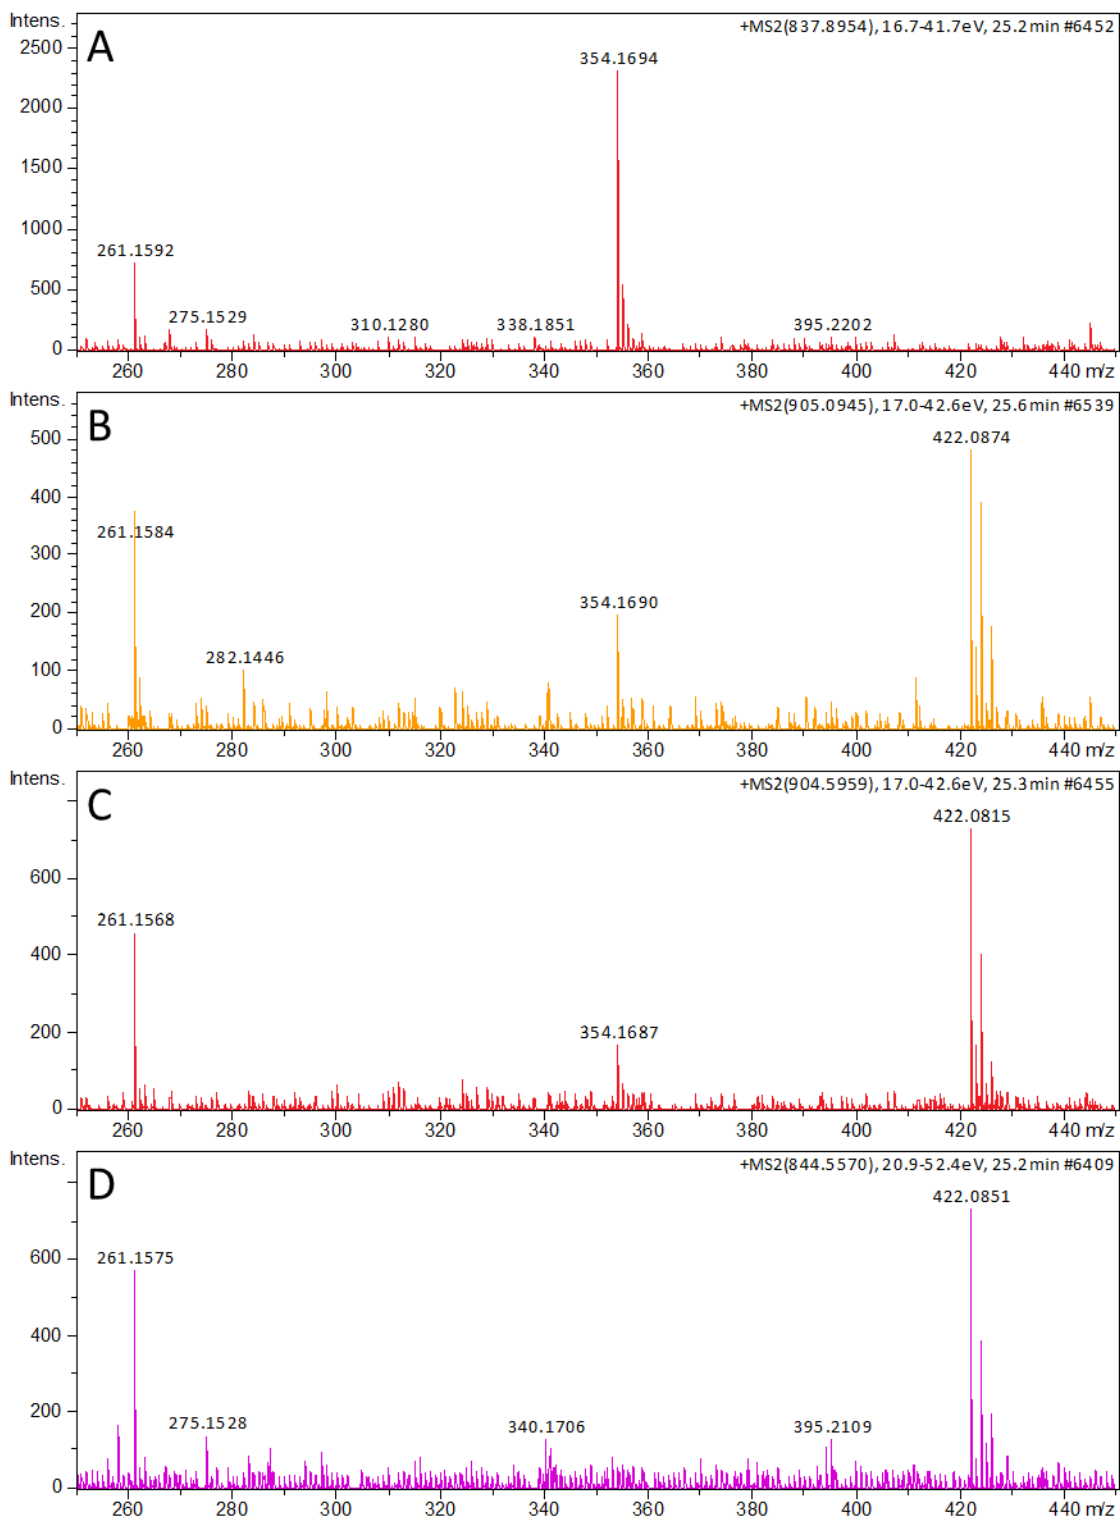 Intens.
+MS2(837.8954), 16.7-41.7eV, 25.2min #6452
A
2500
2000
1500
1000
500
0
354.1694
261.1592
275.1529
310.1280
338.1851
395.2202
260 280 300 320 340 360 380 400 420 440 m/z
Intens.
+MS2(905.0945), 17.0-42.6eV, 25.6min #6539
B
500
400
300
200
100
0
422.0874
261.1584
354.1690
282.1446
260 280 300 320 340 360 380 400 420 440 m/z
Intens.
+MS2(904.5959), 17.0-42.6eV, 25.3min #6455
C
600
400
200
0
422.0815
261.1568
354.1687
260 280 300 320 340 360 380 400 420 440 m/z
Intens.
+MS2(844.5570), 20.9-52.4eV, 25.2min #6409
D
600
400
200
0
422.0851
261.1575
275.1528
340.1706
395.2109
260 280 300 320 340 360 380 400 420 440 m/z